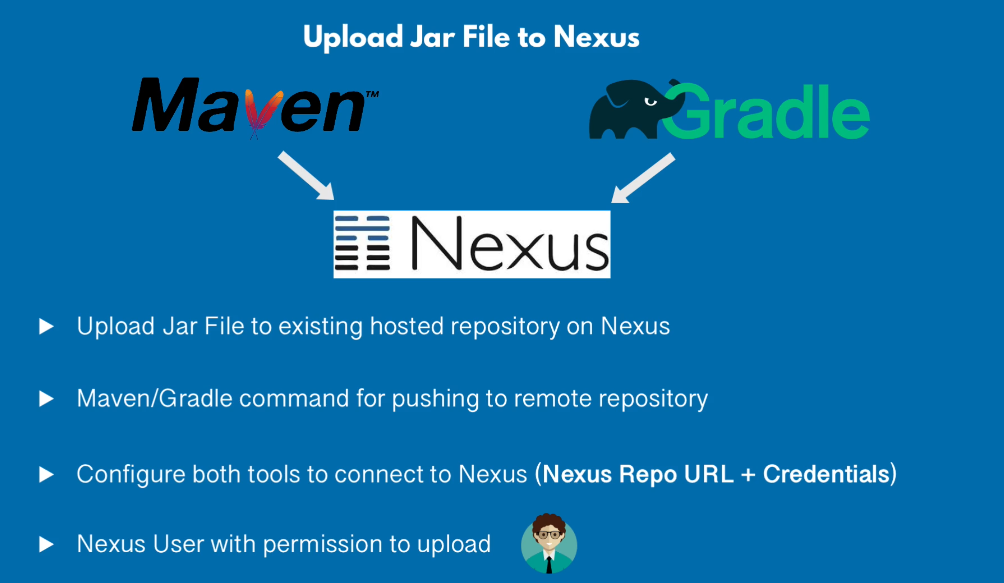 Upload Jar File to Nexus
Maven™
Gradle
Nexus
Upload Jar File to existing hosted repository on Nexus
Maven/Gradle command for pushing to remote repository
Configure both tools to connect to Nexus (Nexus Repo URL + Credentials)
Nexus User with permission to upload